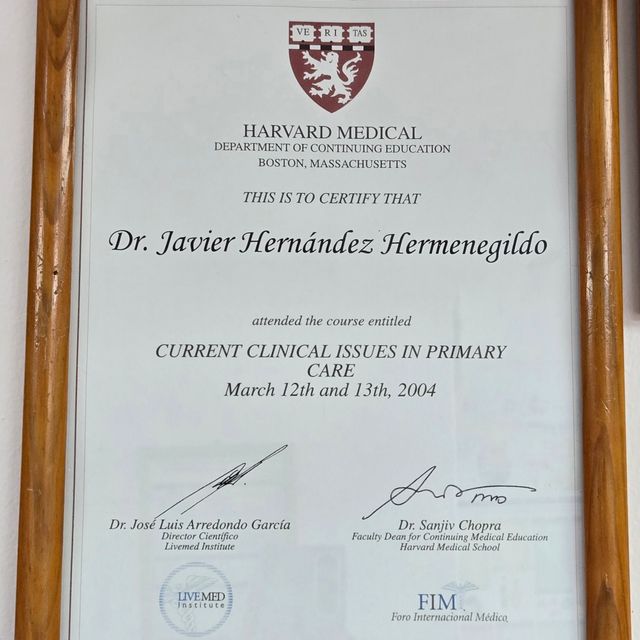 VE RI TAS
HARVARD MEDICAL
DEPARTMENT OF CONTINUING EDUCATION
BOSTON, MASSACHUSETTS
THIS IS TO CERTIFY THAT
Dr. Javier Hernández Hermenegildo
attended the course entitled
CURRENT CLINICAL ISSUES IN PRIMARY
CARE
March 12th and 13th, 2004
Dr. José Luis Arredondo García
Director Científico
Livemed Institute
Dr. Sanjiv Chopra
Faculty Dean for Continuing Medical Education
Harvard Medical School
LIVEMED
Institute
FIM
Foro Internacional Médico